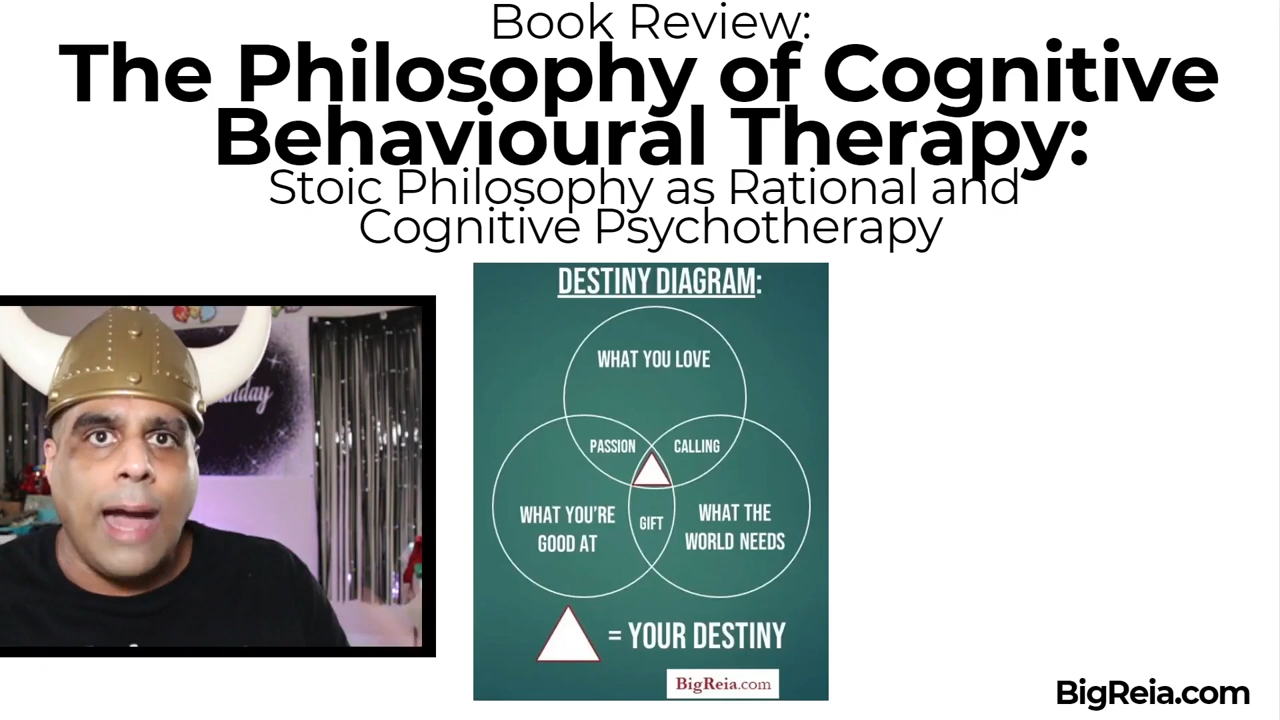 Book Review:
The Philosophy of Cognitive
Behavioural Therapy:
Stoic Philosophy as Rational and
Cognitive Psychotherapy
DESTINY DIAGRAM:
WHAT YOU LOVE
PASSION
CALLING
WHAT YOU'RE
GOOD AT
GIFT
WHAT THE
WORLD NEEDS
= YOUR DESTINY
BigReia.com
BigReia.com